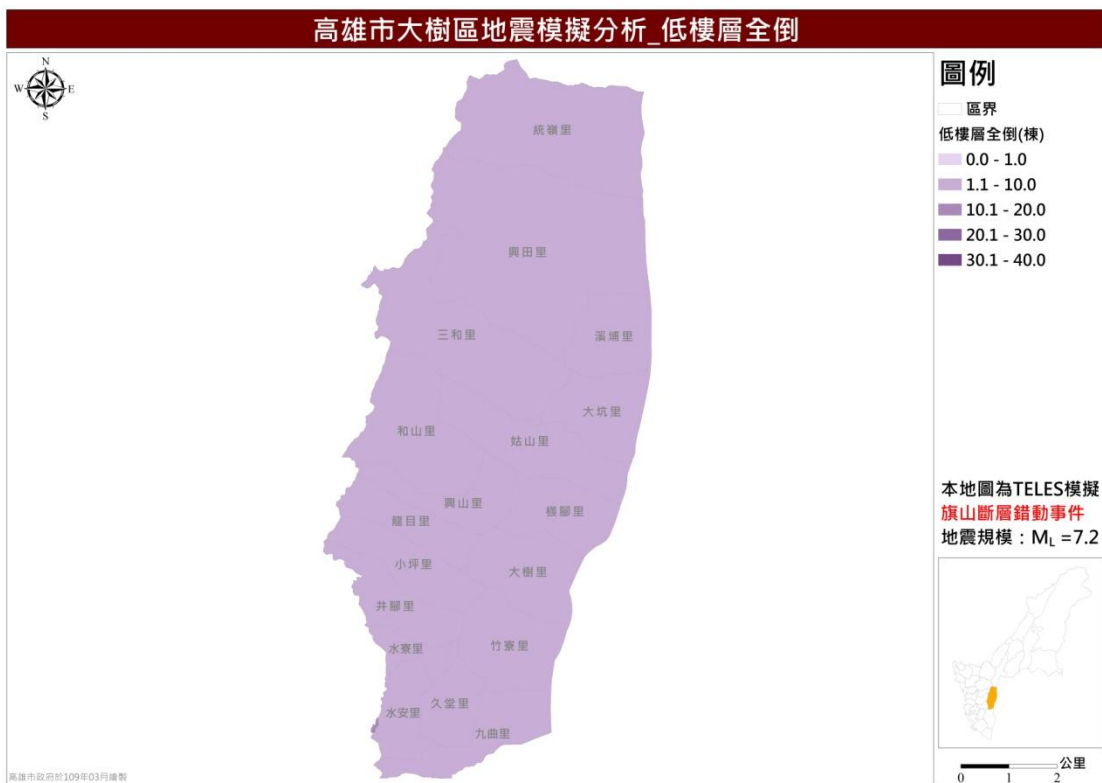 高雄市大樹區地震模擬分析_低樓層全倒
N
W E
S
圖例
區界
低樓層全倒(棟)
0.0 - 1.0
1.1 - 10.0
10.1 - 20.0
20.1 - 30.0
30.1 - 40.0
統嶺里
興田里
三和里
溪埔里
大坑里
和山里
姑山里
興山里
龍目里
檨腳里
小坪里
大樹里
井腳里
水寮里
竹寮里
久堂里
水安里
九曲里
本地圖為TELES模擬
旗山斷層錯動事件
地震規模：ML =7.2
公里
0 1 2
高雄市政府於109年03月繪製